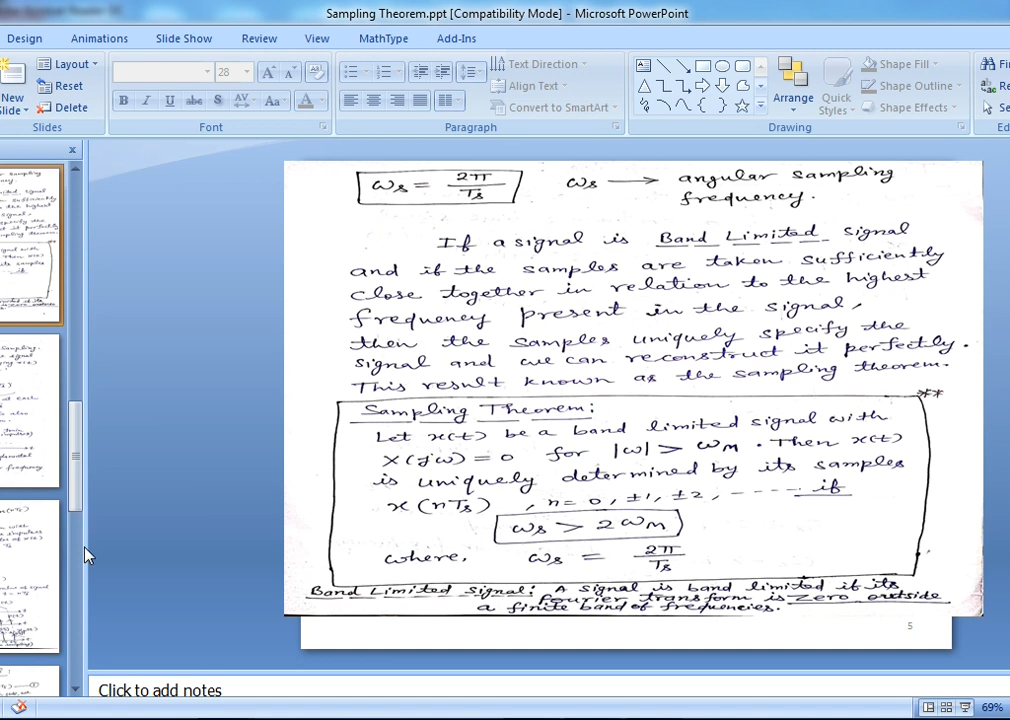 Sampling Theorem.ppt [Compatibility Mode] - Microsoft PowerPoint
Design Animations Slide Show Review View MathType Add-Ins
Layout
Reset
New Slide
Delete
Slides
28
B I U abc S AV Aa A
Font
Text Direction
Align Text
Convert to SmartArt
Paragraph
Arrange
Quick Styles
Shape Fill
Shape Outline
Shape Effects
Drawing
ωs = 2π/Ts ωs → angular sampling
frequency.
If a signal is Band Limited signal
and if the samples are taken sufficiently
close together in relation to the highest
frequency present in the signal,
then the samples uniquely specify the
signal and we can reconstruct it perfectly.
This result known as the sampling theorem.
**
Sampling Theorem:
Let x(t) be a band limited signal with
X(jω) = 0 for |ω| > ωM. Then x(t)
is uniquely determined by its samples
x(nTs), n = 0, ±1, ±2, ----- if
ωs > 2ωM
where, ωs = 2π/Ts
Band Limited signal: A signal is band limited if its
Fourier transform is zero outside
a finite band of frequencies.
5
Click to add notes
69%